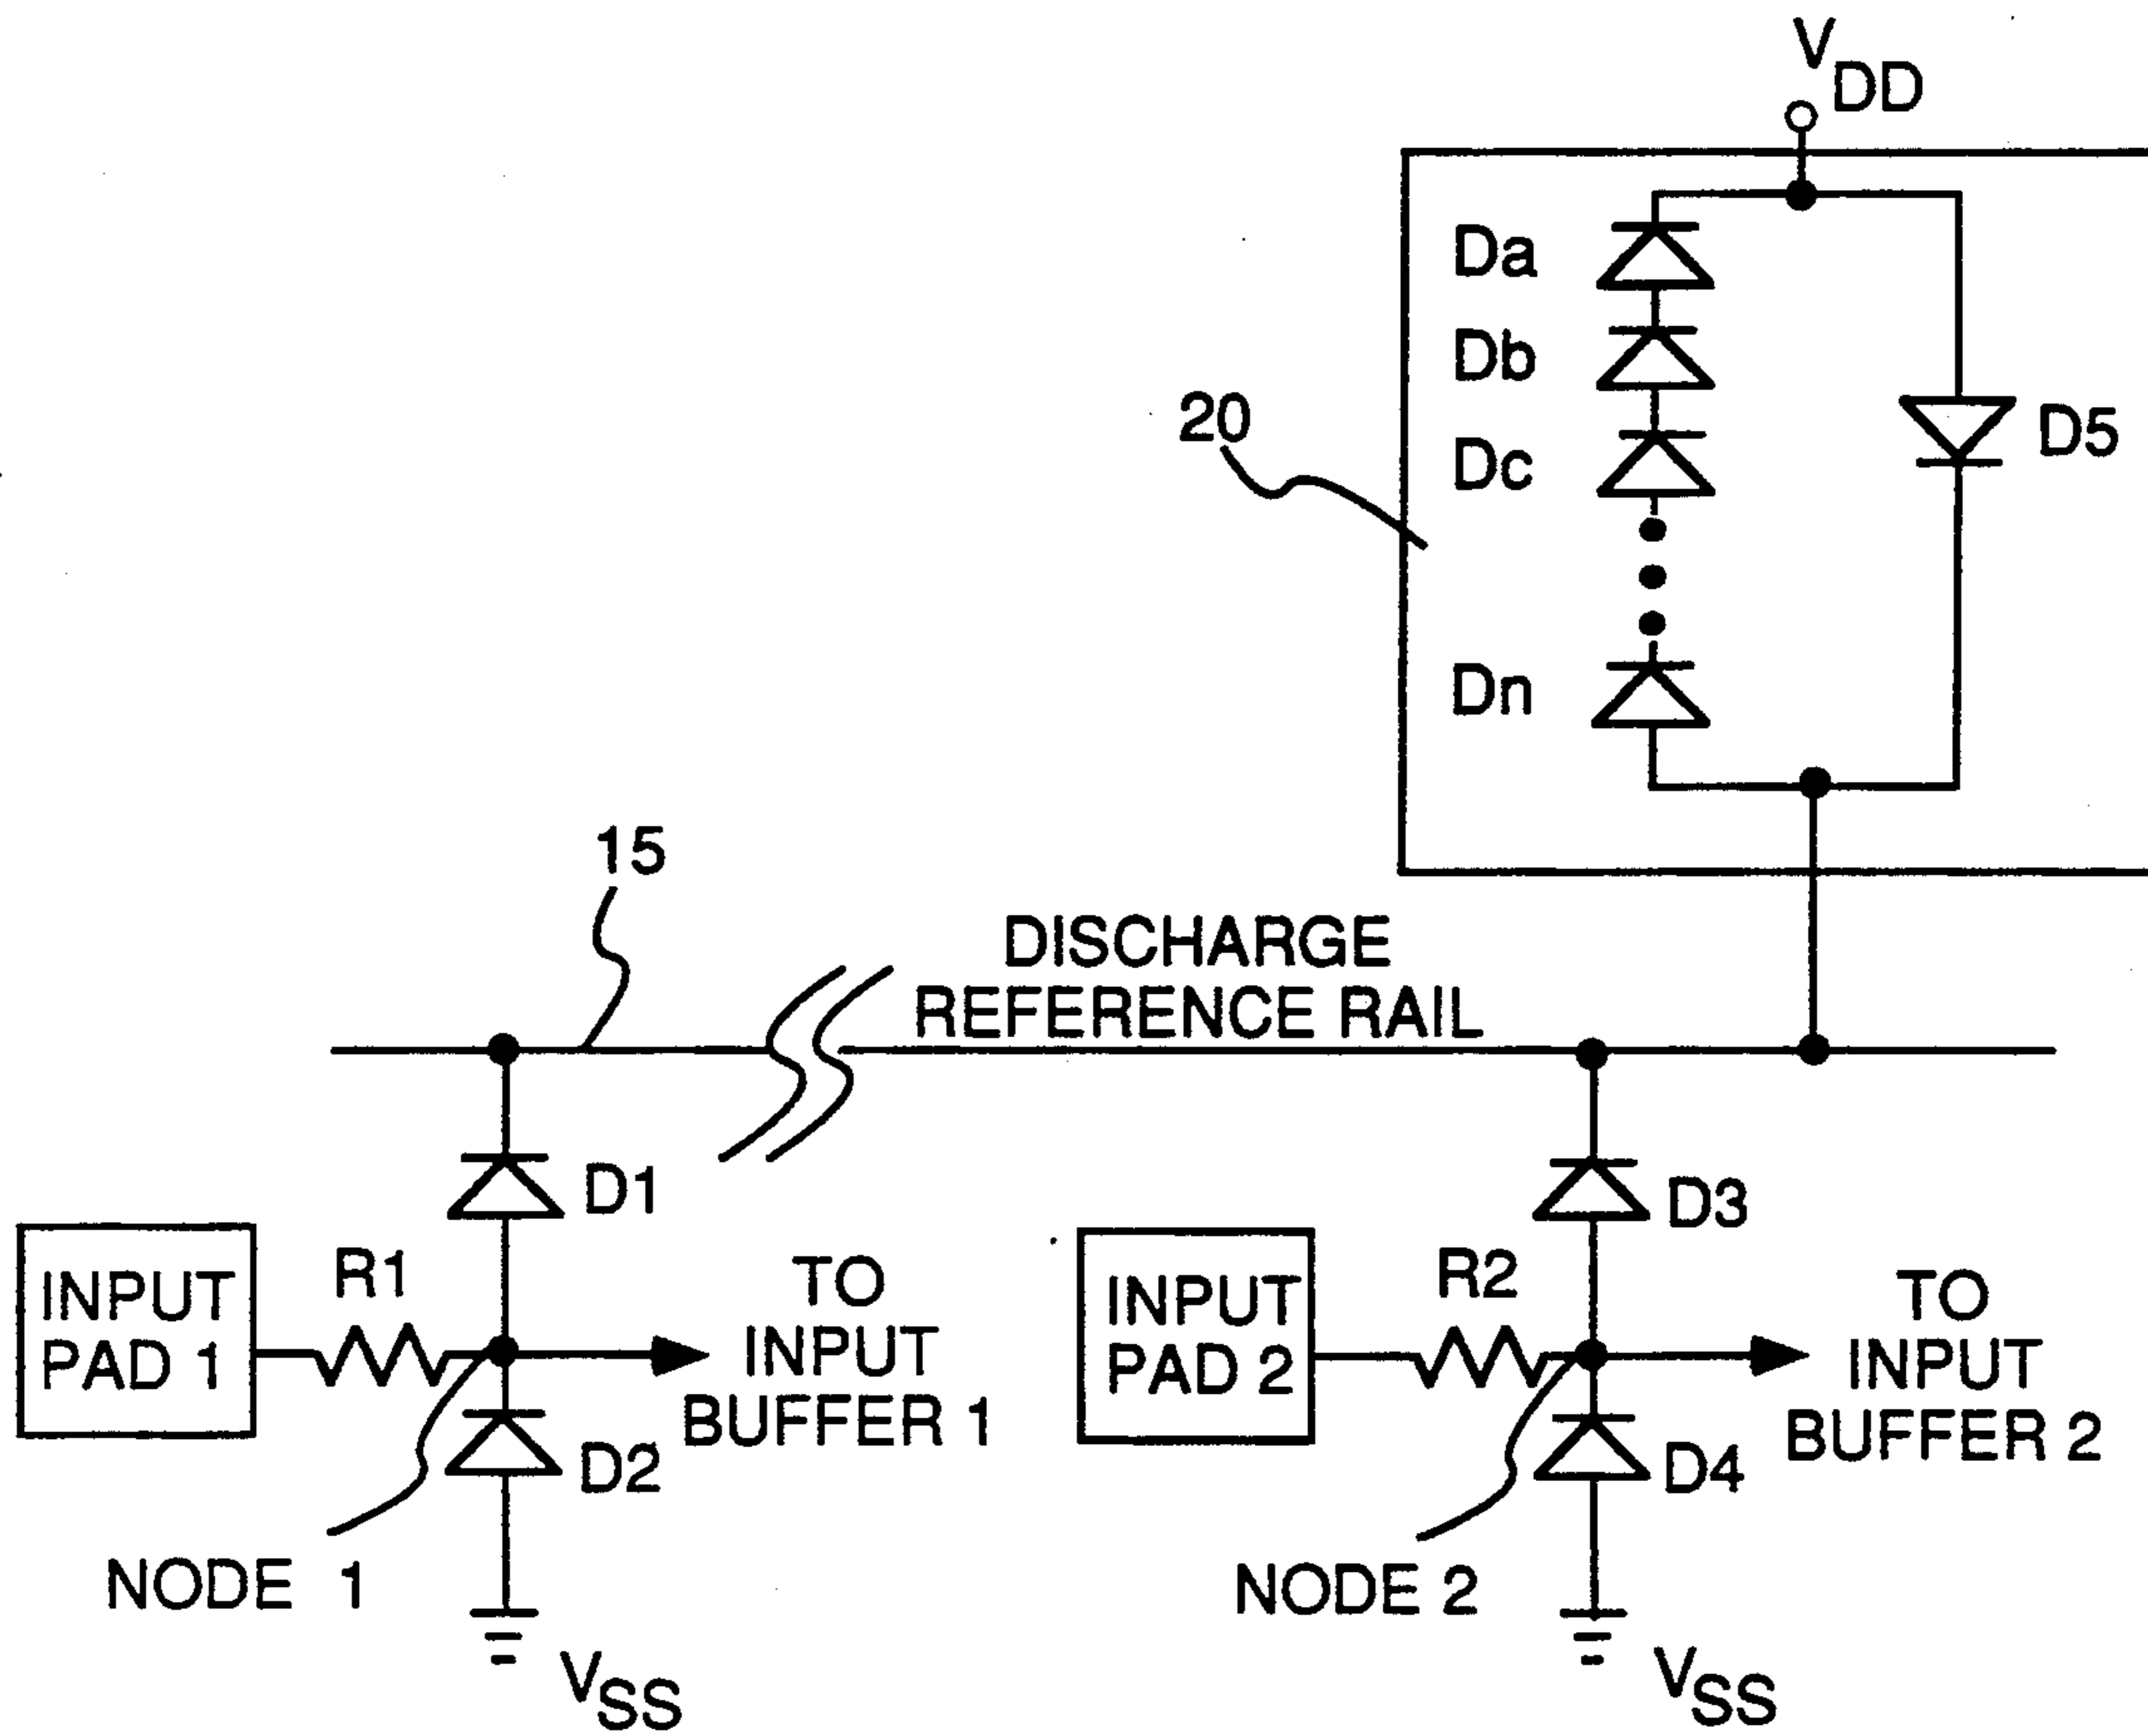 VDD
Da
Db
Dc
Dn
D5
20
15
DISCHARGE
REFERENCE RAIL
D1
D3
INPUT
PAD 1
R1
TO
INPUT
BUFFER 1
D2
NODE 1
VSS
INPUT
PAD 2
R2
TO
INPUT
BUFFER 2
D4
NODE 2
VSS